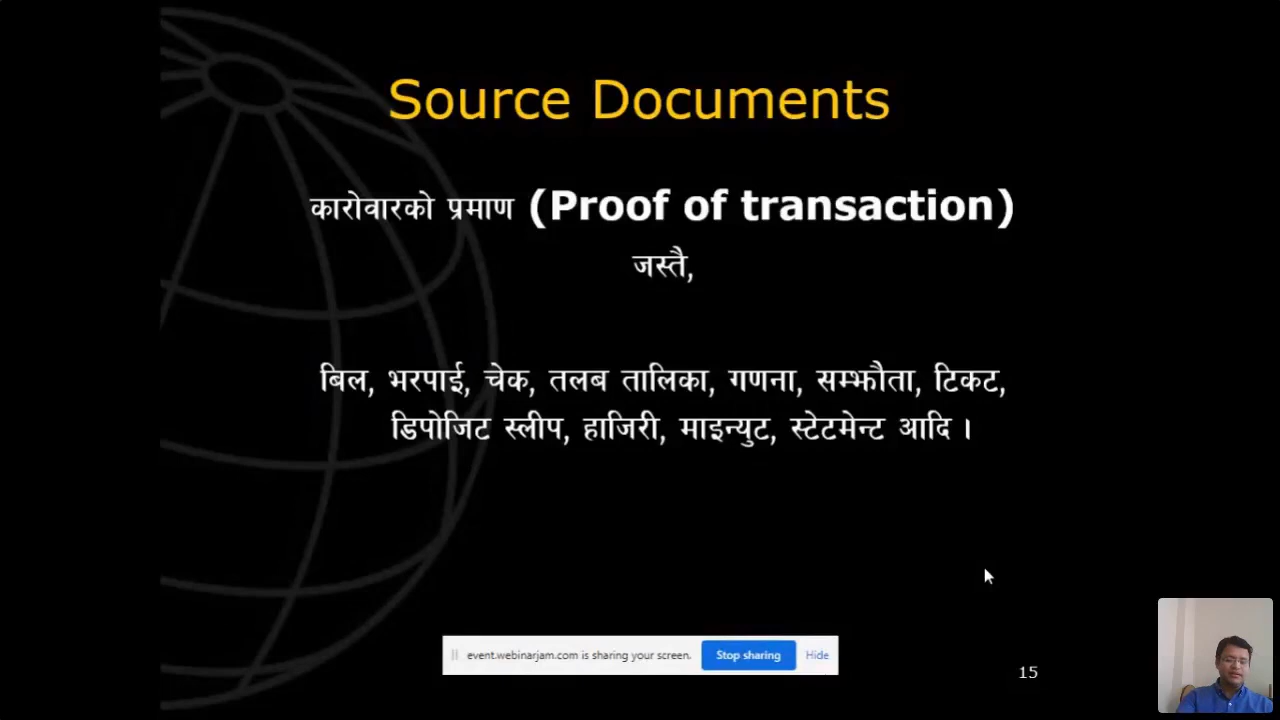 Source Documents
कारोवारको प्रमाण (Proof of transaction)
जस्तै,
बिल, भरपाई, चेक, तलब तालिका, गणना, सम्झौता, टिकट,
डिपोजिट स्लीप, हाजिरी, माइन्युट, स्टेटमेन्ट आदि ।
event.webinarjam.com is sharing your screen. Stop sharing Hide
15